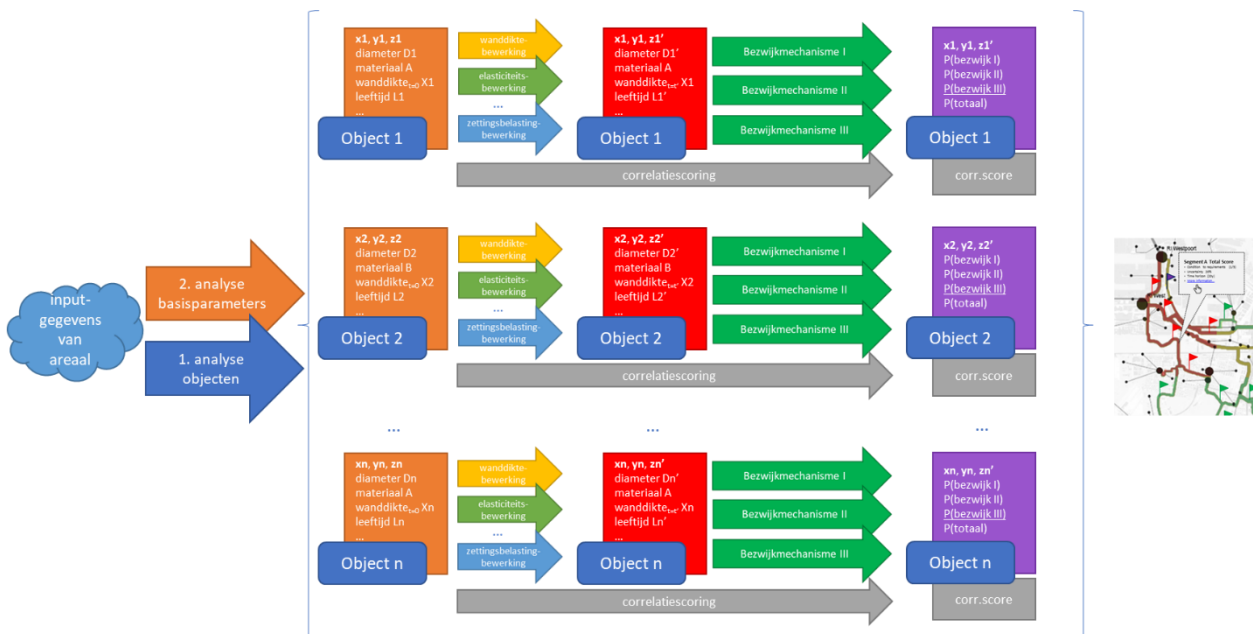 input-
gegevens
van
areaal
2. analyse
basisparameters
1. analyse
objecten
x1, y1, z1
diameter D1
materiaal A
wanddikte t=0 X1
leeftijd L1
...
Object 1
wanddikte-
bewerking
elasticiteits-
bewerking
...
zettingsbelasting-
bewerking
x1, y1, z1’
diameter D1’
materiaal A
wanddikte t=t’ X1
leeftijd L1’
...
Object 1
Bezwijkmechanisme I
Bezwijkmechanisme II
Bezwijkmechanisme III
x1, y1, z1’
P(bezwijk I)
P(bezwijk II)
P(bezwijk III)
P(totaal)
Object 1
correlatiescoring
corr.score
x2, y2, z2
diameter D2
materiaal B
wanddikte t=0 X2
leeftijd L2
...
Object 2
wanddikte-
bewerking
elasticiteits-
bewerking
...
zettingsbelasting-
bewerking
x2, y2, z2’
diameter D2’
materiaal B
wanddikte t=t’ X2
leeftijd L2’
...
Object 2
Bezwijkmechanisme I
Bezwijkmechanisme II
Bezwijkmechanisme III
x2, y2, z2’
P(bezwijk I)
P(bezwijk II)
P(bezwijk III)
P(totaal)
Object 2
correlatiescoring
corr.score
...
...
...
xn, yn, zn
diameter Dn
materiaal A
wanddikte t=0 Xn
leeftijd Ln
...
Object n
wanddikte-
bewerking
elasticiteits-
bewerking
...
zettingsbelasting-
bewerking
xn, yn, zn’
diameter Dn’
materiaal A
wanddikte t=t’ Xn
leeftijd Ln’
...
Object n
Bezwijkmechanisme I
Bezwijkmechanisme II
Bezwijkmechanisme III
xn, yn, zn’
P(bezwijk I)
P(bezwijk II)
P(bezwijk III)
P(totaal)
Object n
correlatiescoring
corr.score
Westpoort
Segment A Total Score